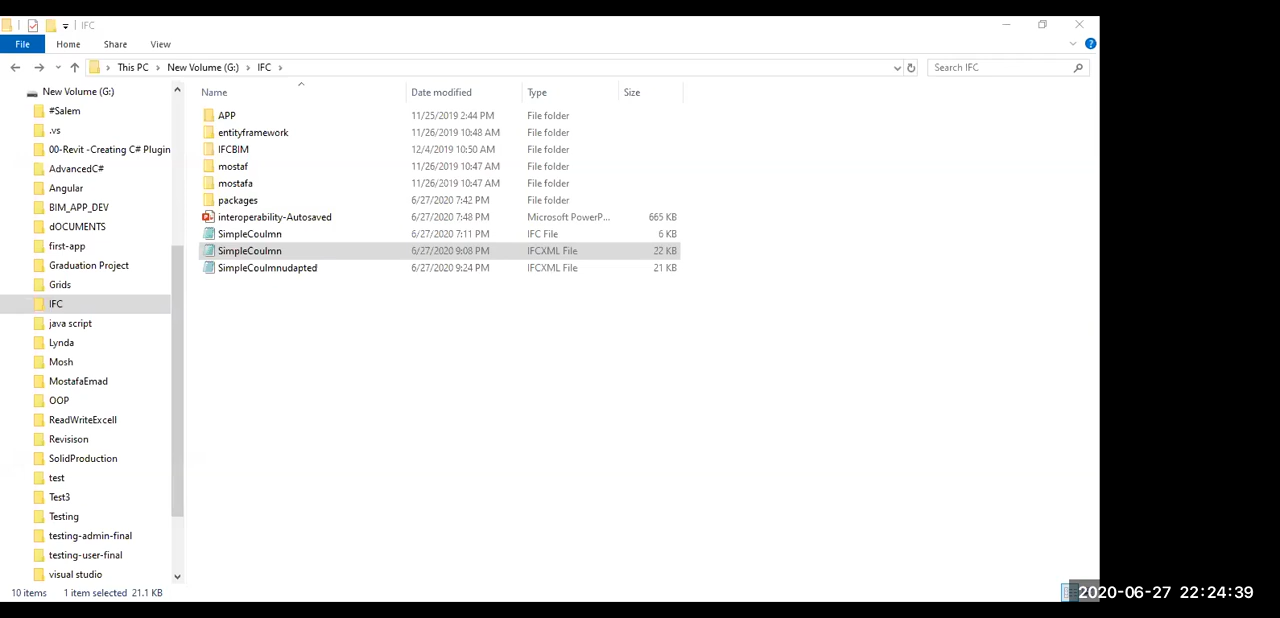 IFC
File Home Share View
This PC New Volume (G:) IFC Search IFC
New Volume (G:)
#Salem
.vs
00-Revit -Creating C# Plugin
AdvancedC#
Angular
BIM_APP_DEV
dOCUMENTS
first-app
Graduation Project
Grids
IFC
java script
Lynda
Mosh
MostafaEmad
OOP
ReadWriteExcell
Revisison
SolidProduction
test
Test3
Testing
testing-admin-final
testing-user-final
visual studio
Name Date modified Type Size
APP 11/25/2019 2:44 PM File folder
entityframework 11/26/2019 10:48 AM File folder
IFCBIM 12/4/2019 10:50 AM File folder
mostaf 11/26/2019 10:47 AM File folder
mostafa 11/26/2019 10:47 AM File folder
packages 6/27/2020 7:42 PM File folder
interoperability-Autosaved 6/27/2020 7:48 PM Microsoft PowerP... 665 KB
SimpleCoulmn 6/27/2020 7:11 PM IFC File 6 KB
SimpleCoulmn 6/27/2020 9:08 PM IFCXML File 22 KB
SimpleCoulmnudapted 6/27/2020 9:24 PM IFCXML File 21 KB
10 items 1 item selected 21.1 KB
2020-06-27 22:24:39